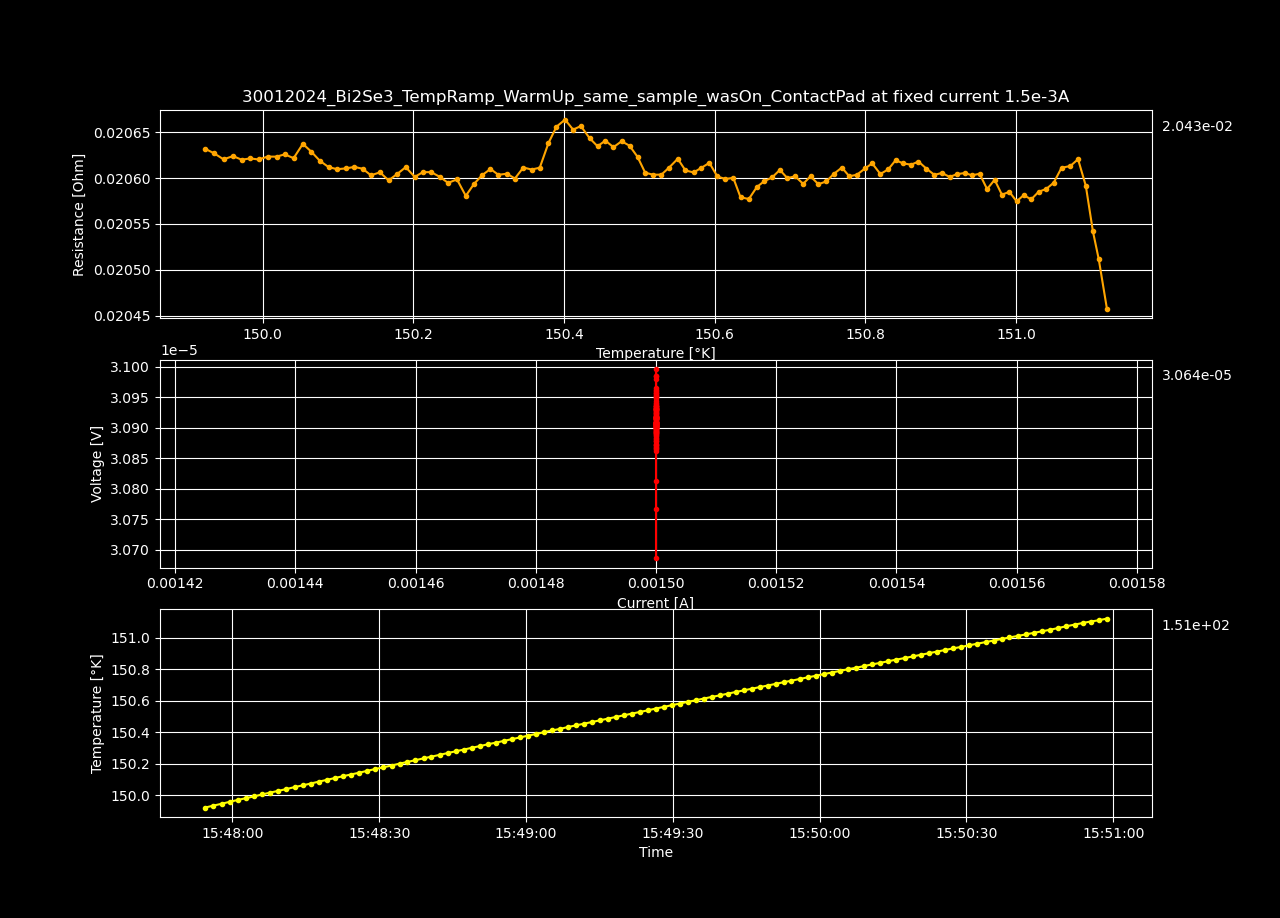 30012024_Bi2Se3_TempRamp_WarmUp_same_sample_wasOn_ContactPad at fixed current 1.5e-3A
2.043e-02
Resistance [Ohm]
0.02065
0.02060
0.02055
0.02050
0.02045
150.0 150.2 150.4 150.6 150.8 151.0
Temperature [°K]
1e−5
3.064e-05
Voltage [V]
3.100
3.095
3.090
3.085
3.080
3.075
3.070
0.00142 0.00144 0.00146 0.00148 0.00150 0.00152 0.00154 0.00156 0.00158
Current [A]
1.51e+02
Temperature [°K]
151.0
150.8
150.6
150.4
150.2
150.0
15:48:00 15:48:30 15:49:00 15:49:30 15:50:00 15:50:30 15:51:00
Time